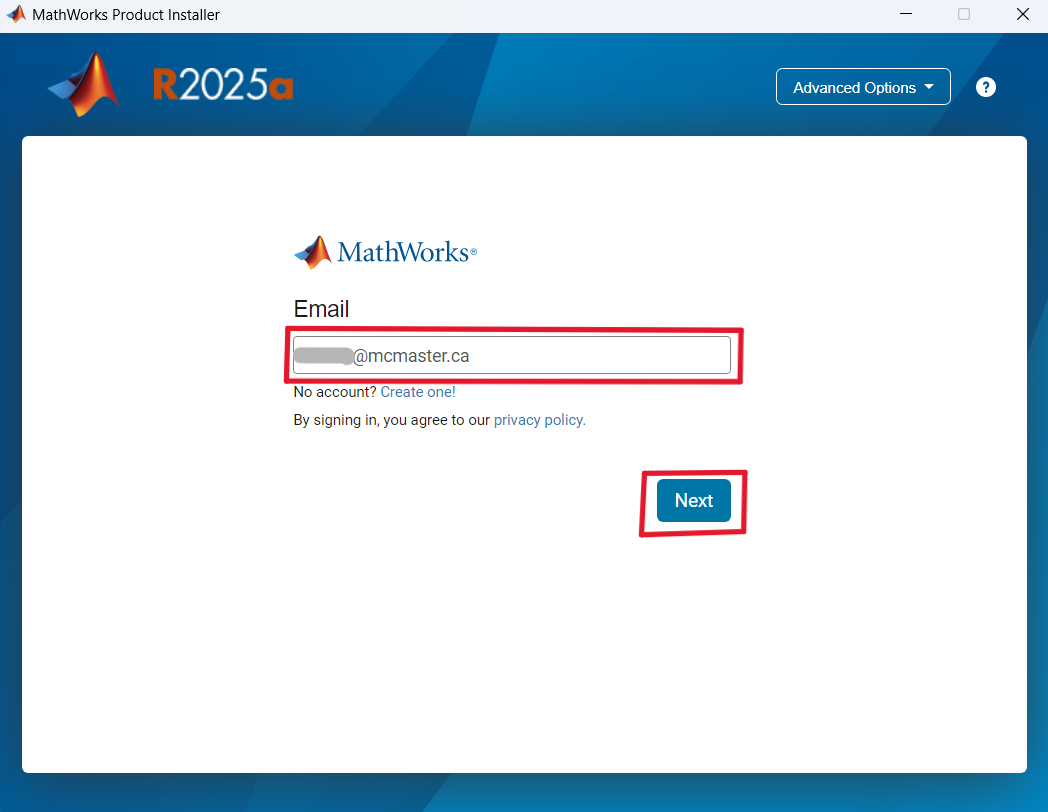 MathWorks Product Installer
R2025a
Advanced Options
?
MathWorks®
Email
@mcmaster.ca
No account? Create one!
By signing in, you agree to our privacy policy.
Next